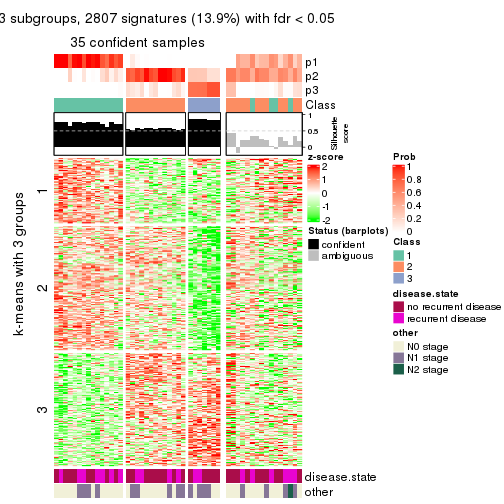 3 subgroups, 2807 signatures (13.9%) with fdr < 0.05
35 confident samples
p1
p2
p3
Class
1
0.5
0
Silhouette
score
k-means with 3 groups
1
2
3
z-score
2
1
0
-1
-2
Status (barplots)
confident
ambiguous
Prob
1
0.8
0.6
0.4
0.2
0
Class
1
2
3
disease.state
no recurrent disease
recurrent disease
other
N0 stage
N1 stage
N2 stage
disease.state
other